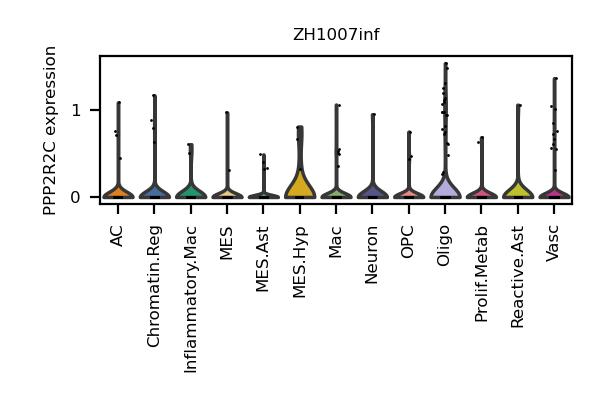 ZH1007inf
PPP2R2C expression
1
0
AC
Chromatin.Reg
Inflammatory.Mac
MES
MES.Ast
MES.Hyp
Mac
Neuron
OPC
Oligo
Prolif.Metab
Reactive.Ast
Vasc